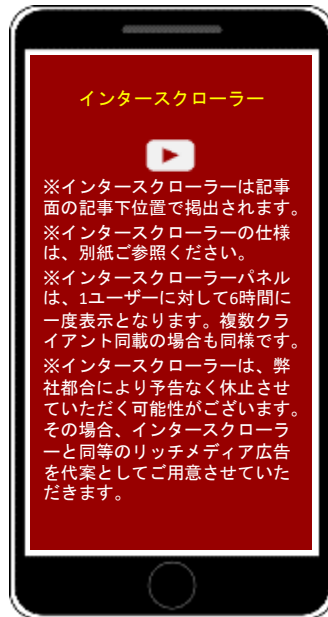 インタースクローラー
※インタースクローラーは記事
面の記事下位置で掲出されます。
※インタースクローラーの仕様
は、別紙ご参照ください。
※インタースクローラーパネル
は、1ユーザーに対して6時間に
一度表示となります。複数クラ
イアント同載の場合も同様です。
※インタースクローラーは、弊
社都合により予告なく休止させ
ていただく可能性がございます。
その場合、インタースクローラ
ーと同等のリッチメディア広告
を代案としてご用意させていた
だきます。